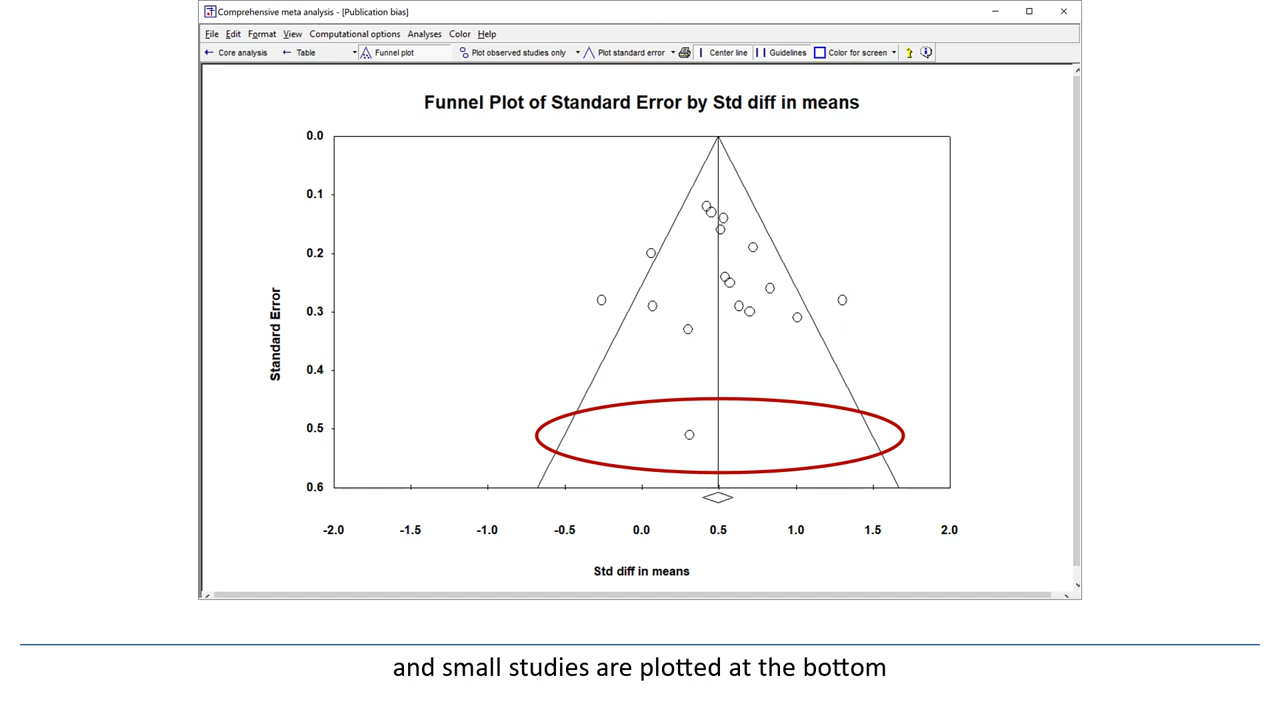 Comprehensive meta analysis - [Publication bias]
File Edit Format View Computational options Analyses Color Help
Core analysis Table Funnel plot Plot observed studies only Plot standard error Center line Guidelines Color for screen ?
Funnel Plot of Standard Error by Std diff in means
0.0
0.1
0.2
0.3
0.4
0.5
0.6
Standard Error
-2.0 -1.5 -1.0 -0.5 0.0 0.5 1.0 1.5 2.0
Std diff in means
and small studies are plotted at the bottom